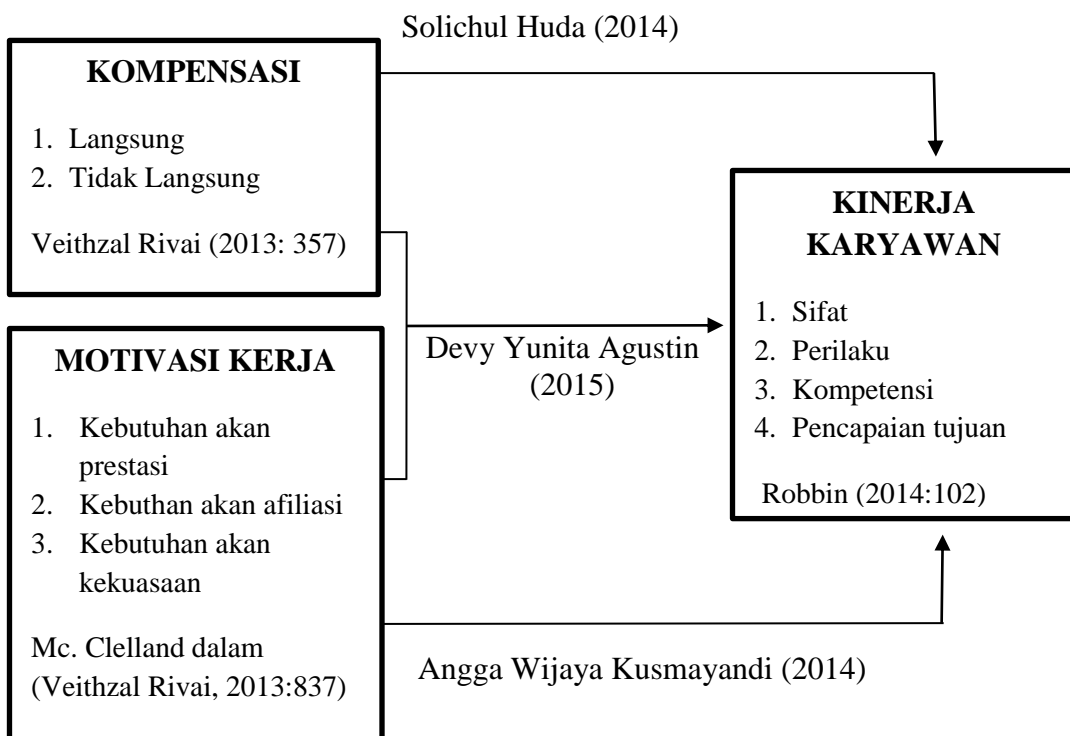 Solichul Huda (2014)
KOMPENSASI
1. Langsung
2. Tidak Langsung
Veithzal Rivai (2013: 357)
MOTIVASI KERJA
1. Kebutuhan akan
prestasi
2. Kebuthan akan afiliasi
3. Kebutuhan akan
kekuasaan
Mc. Clelland dalam
(Veithzal Rivai, 2013:837)
Devy Yunita Agustin
(2015)
Angga Wijaya Kusmayandi (2014)
KINERJA
KARYAWAN
1. Sifat
2. Perilaku
3. Kompetensi
4. Pencapaian tujuan
Robbin (2014:102)